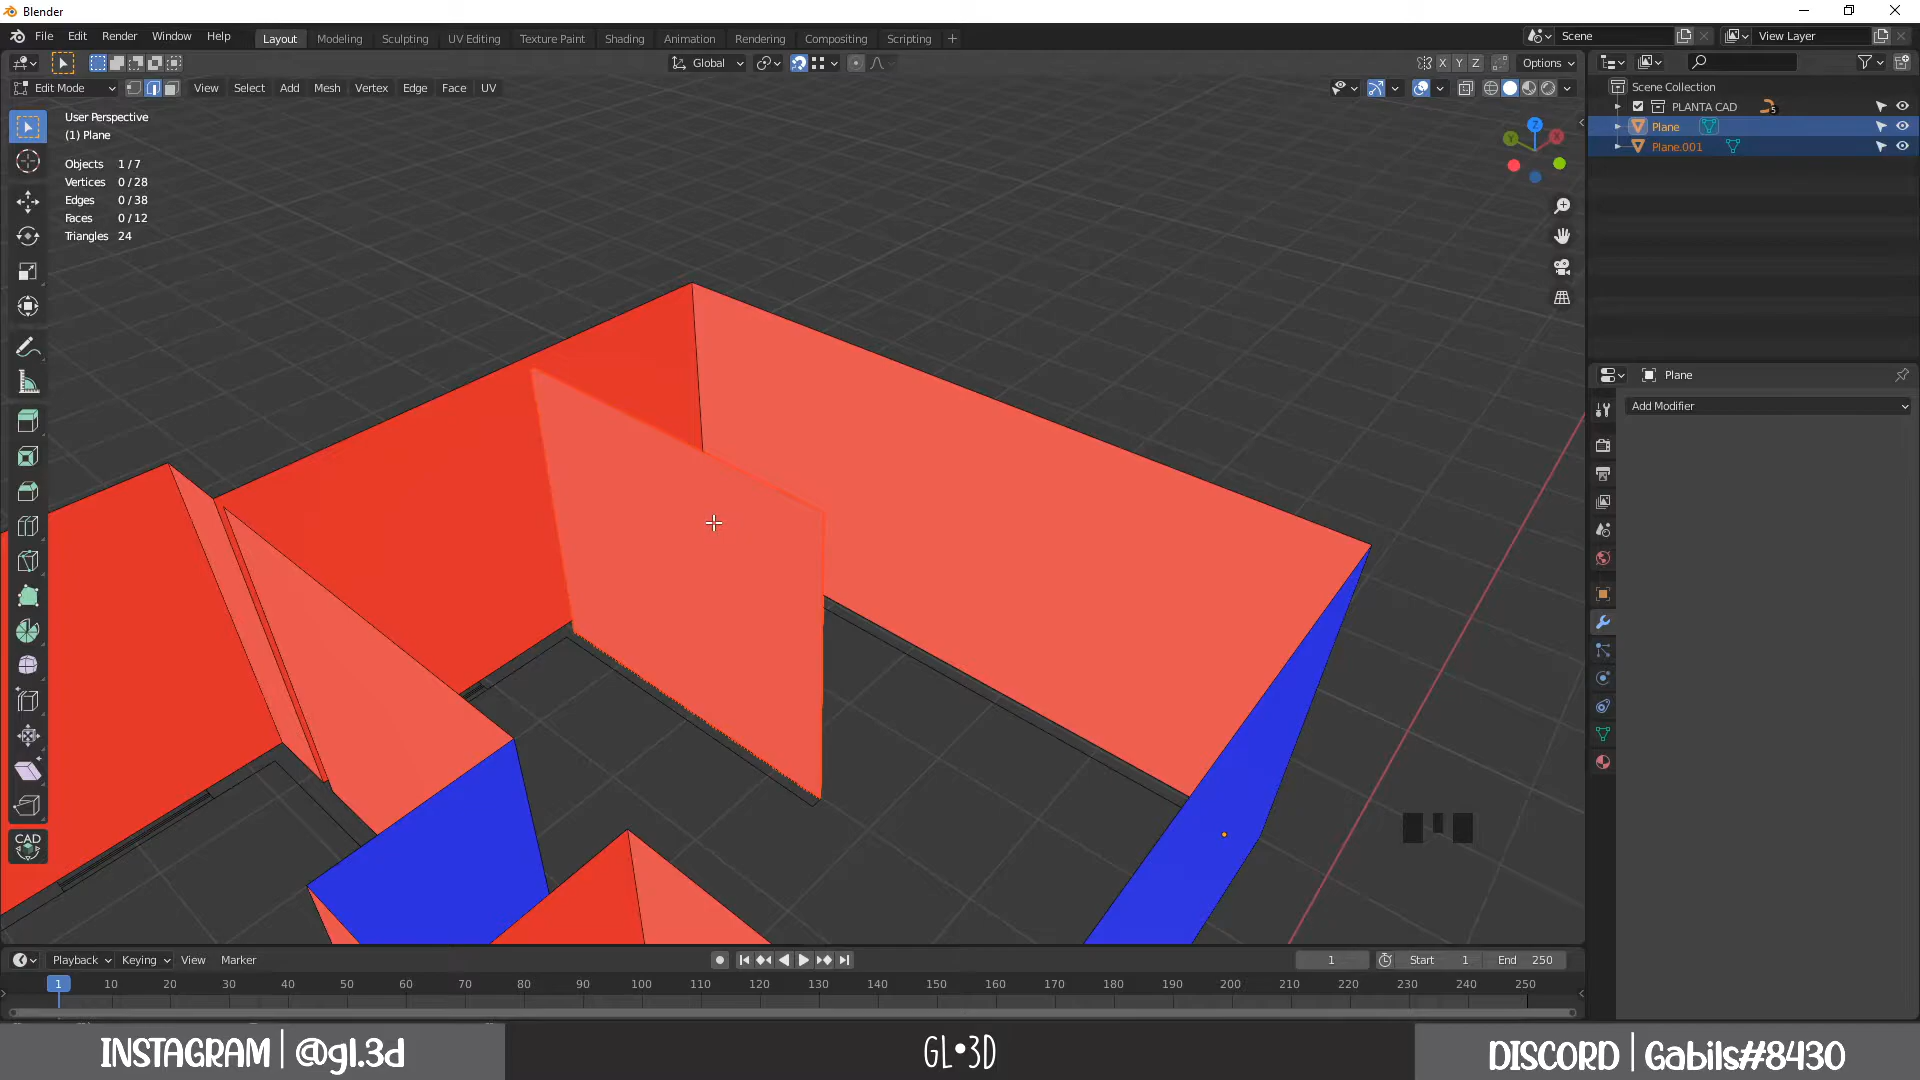 Blender
File Edit Render Window Help
Layout Modeling Sculpting UV Editing Texture Paint Shading Animation Rendering Compositing Scripting +
Scene
View Layer
Global
X Y Z
Options
Edit Mode
View Select Add Mesh Vertex Edge Face UV
User Perspective
(1) Plane
Objects 1 / 7
Vertices 0 / 28
Edges 0 / 38
Faces 0 / 12
Triangles 24
Z
Y
X
CAD
Scene Collection
PLANTA CAD 5
Plane
Plane.001
Plane
Add Modifier
Playback Keying View Marker
1
Start 1
End 250
1 10 20 30 40 50 60 70 80 90 100 110 120 130 140 150 160 170 180 190 200 210 220 230 240 250
INSTAGRAM | @gl.3d
GL•3D
DISCORD | Gabils#8430